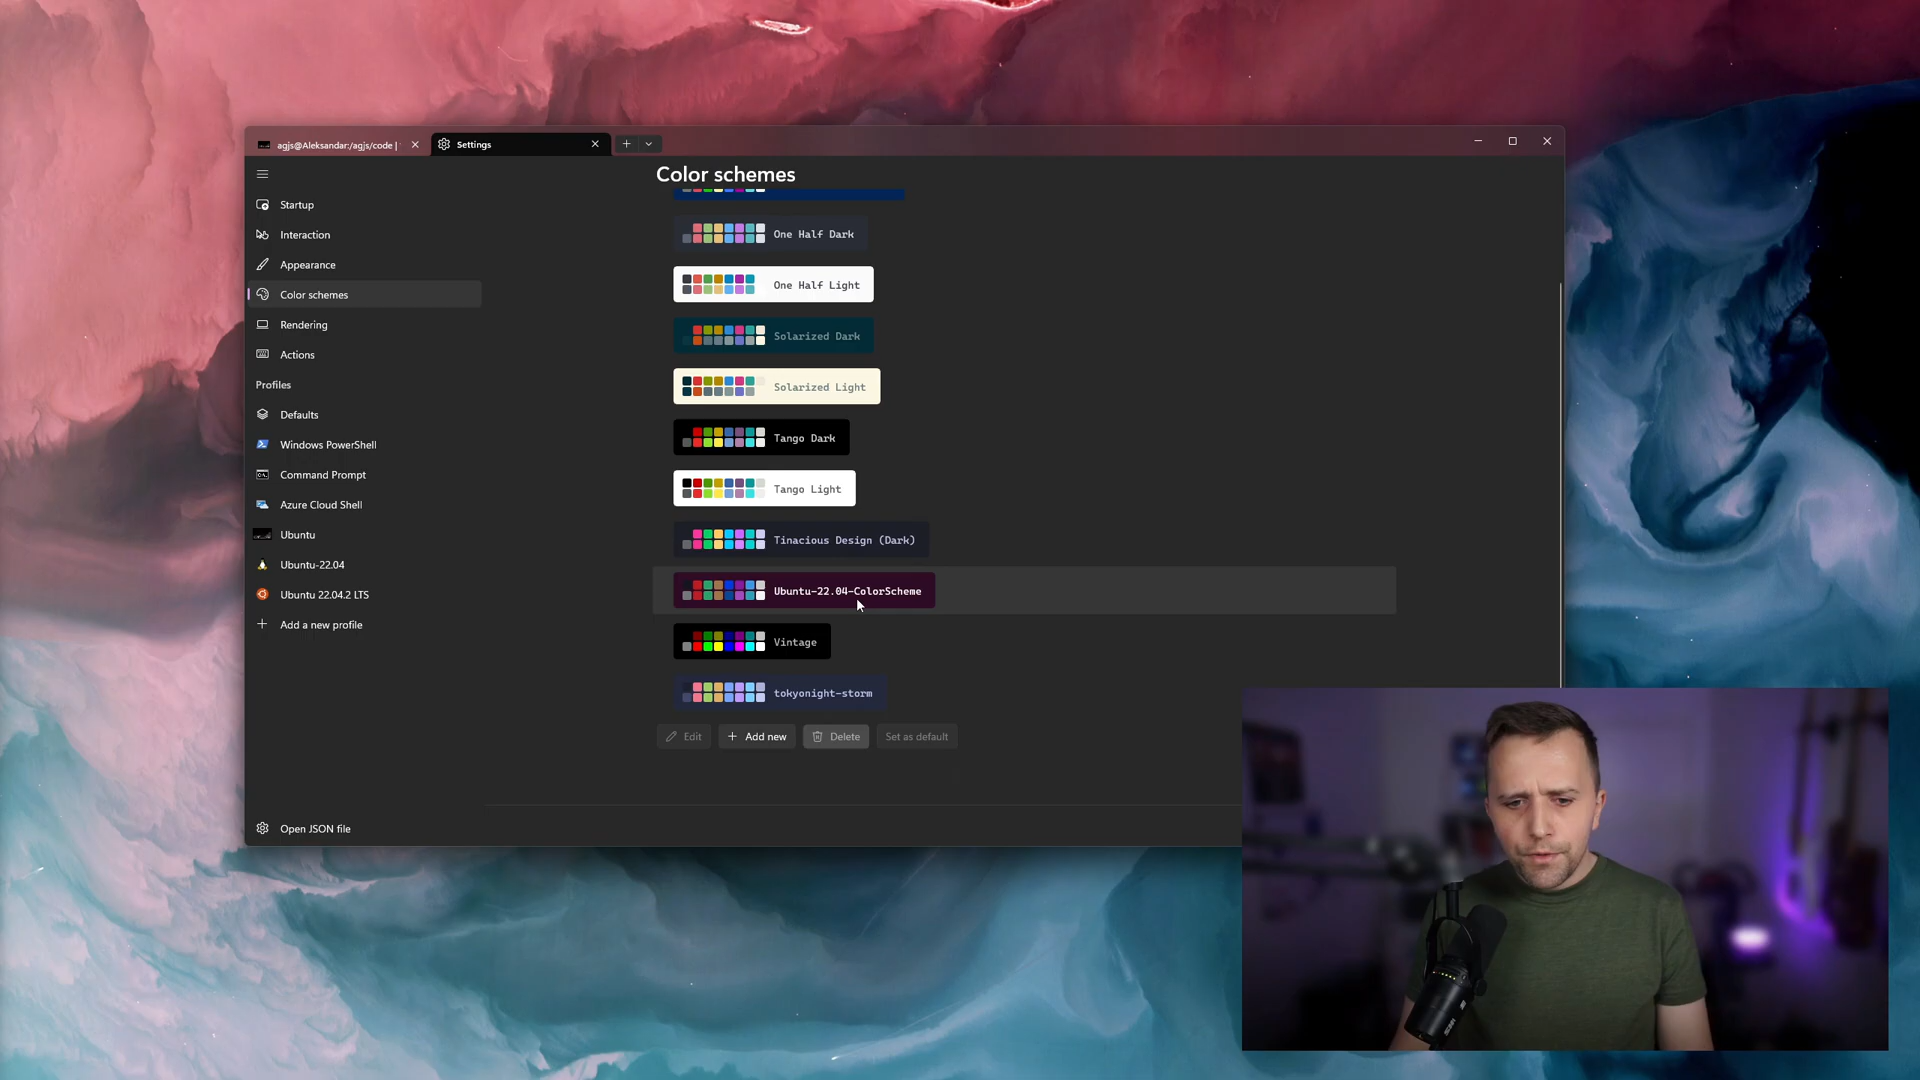 agjs@Aleksandar:/agjs/code |
Settings
Color schemes
Startup
Interaction
Appearance
Color schemes
Rendering
Actions
Profiles
Defaults
Windows PowerShell
Command Prompt
Azure Cloud Shell
Ubuntu
Ubuntu-22.04
Ubuntu 22.04.2 LTS
Add a new profile
Open JSON file
One Half Dark
One Half Light
Solarized Dark
Solarized Light
Tango Dark
Tango Light
Tinacious Design (Dark)
Ubuntu-22.04-ColorScheme
Vintage
tokyonight-storm
Edit
Add new
Delete
Set as default